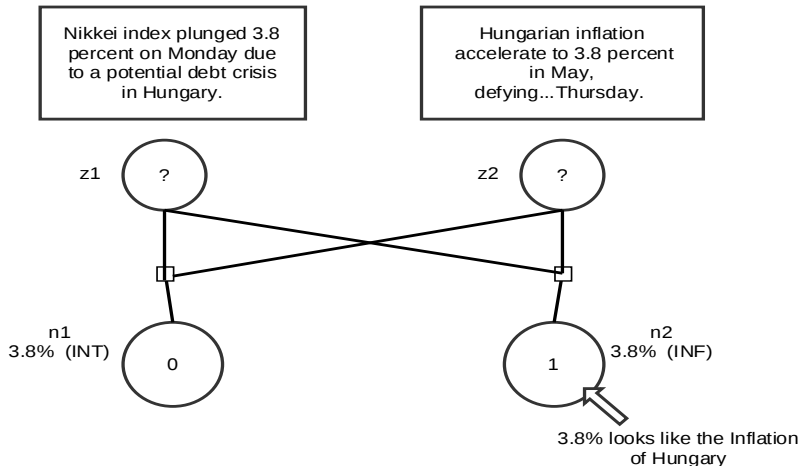 Nikkei index plunged 3.8
percent on Monday due
to a potential debt crisis
in Hungary.
Hungarian inflation
accelerate to 3.8 percent
in May,
defying...Thursday.
z1
?
z2
?
n1
3.8% (INT)
0
1
n2
3.8% (INF)
3.8% looks like the Inflation
of Hungary